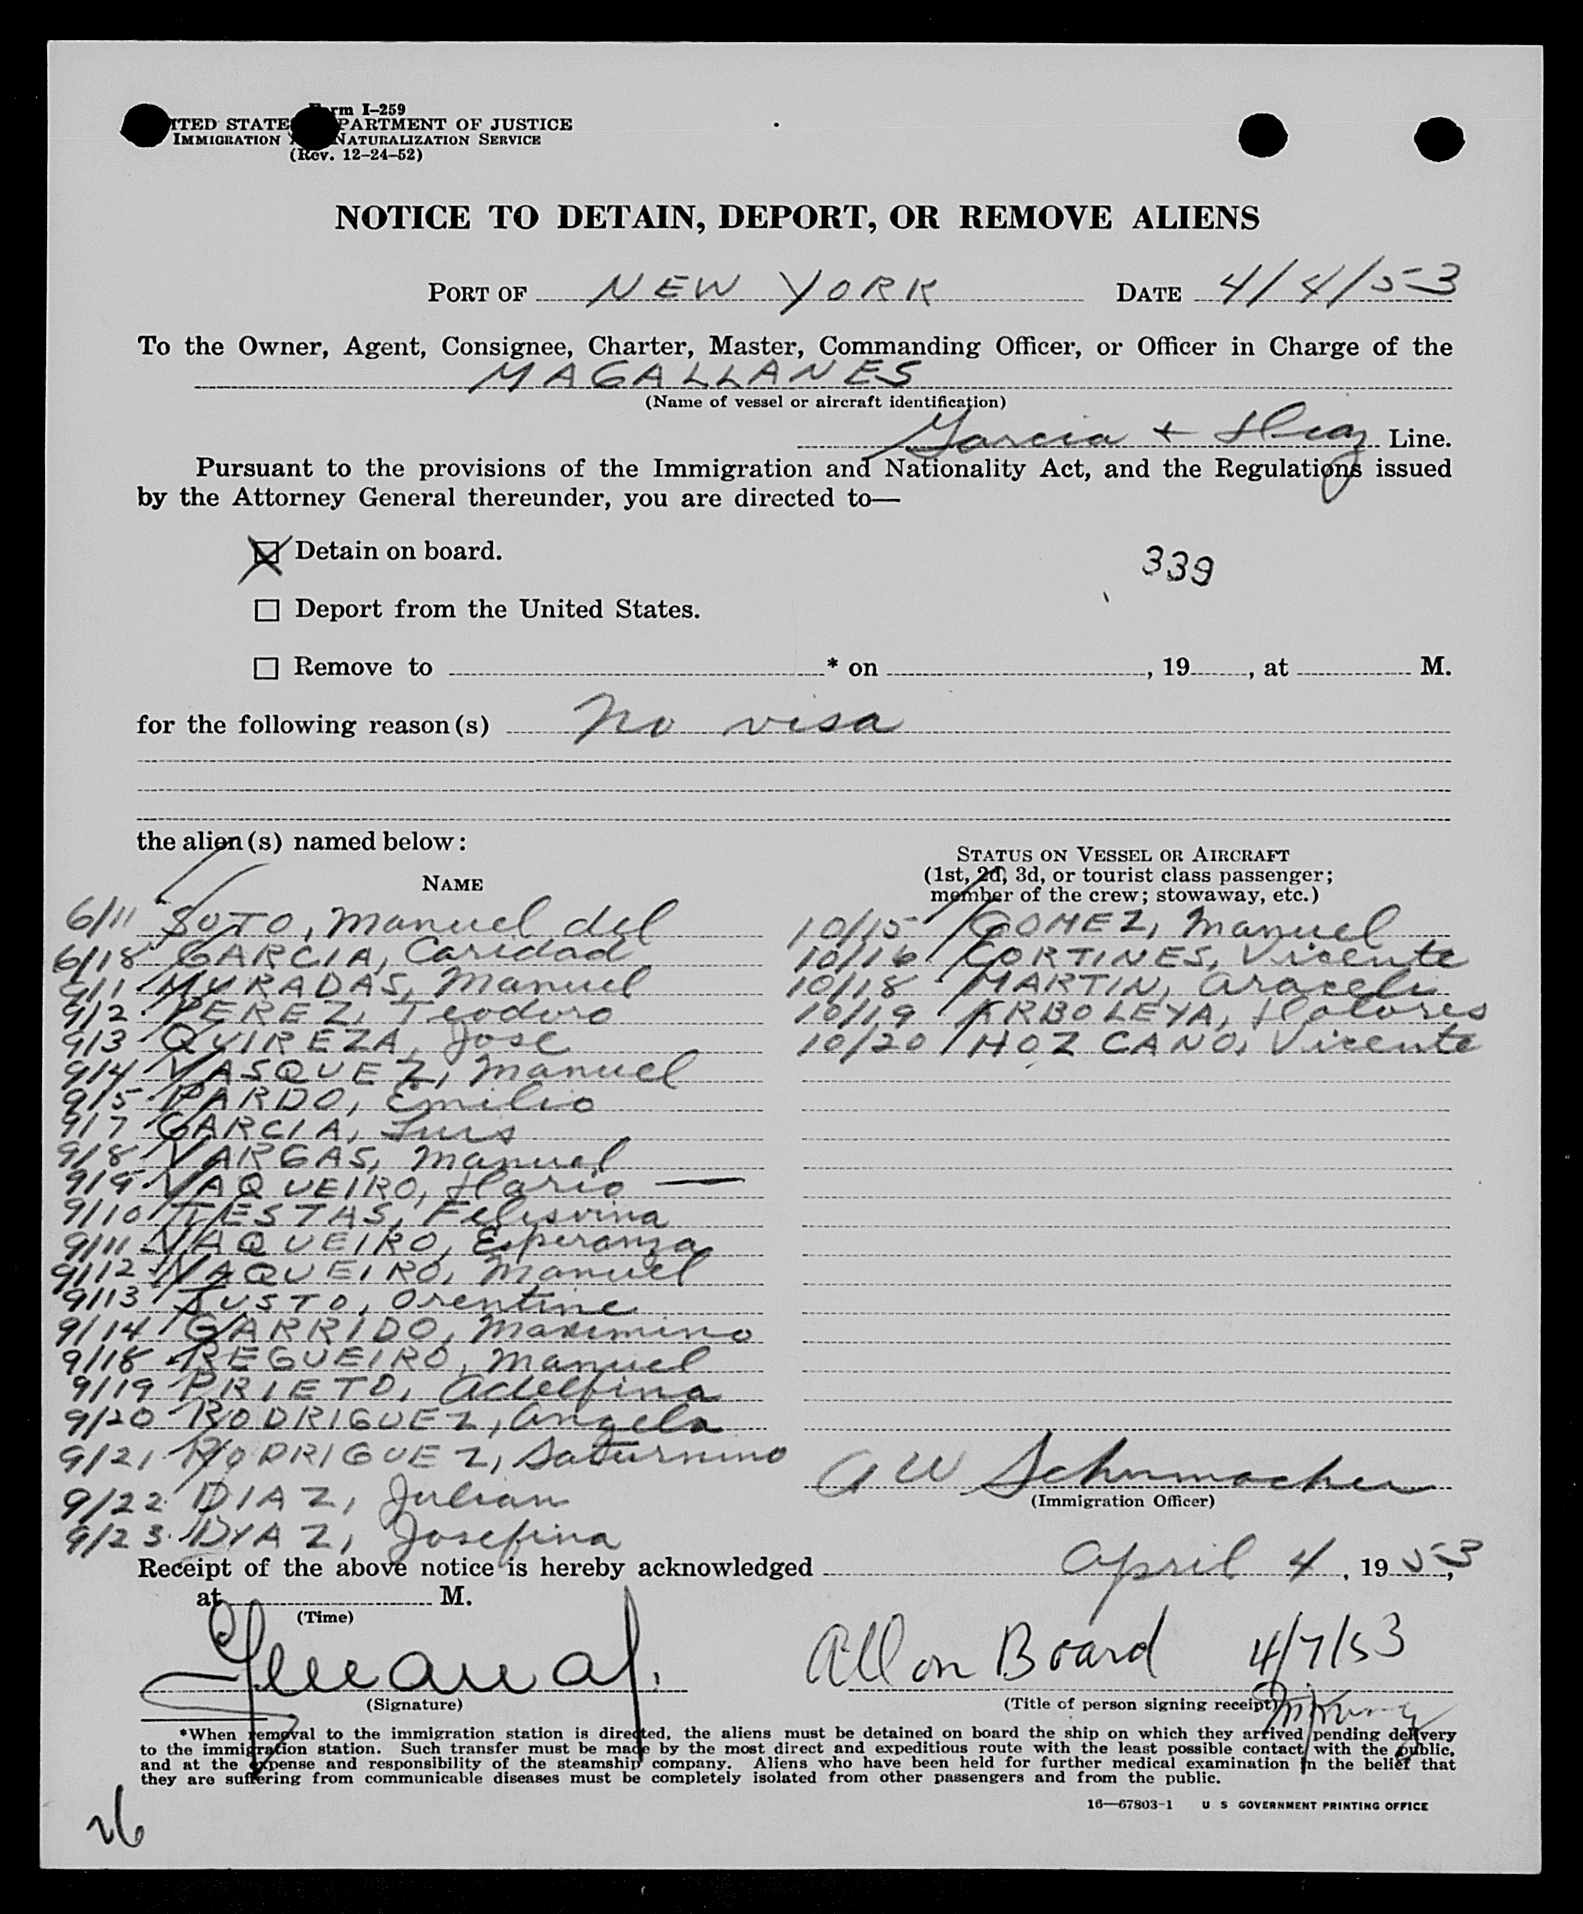 Form I-259
UNITED STATES DEPARTMENT OF JUSTICE
IMMIGRATION AND NATURALIZATION SERVICE
(Rev. 12-24-52)
NOTICE TO DETAIN, DEPORT, OR REMOVE ALIENS
PORT OF NEW YORK DATE 4/4/53
To the Owner, Agent, Consignee, Charter, Master, Commanding Officer, or Officer in Charge of the
MAGALLANES
(Name of vessel or aircraft identification)
Garcia + Diaz Line.
Pursuant to the provisions of the Immigration and Nationality Act, and the Regulations issued
by the Attorney General thereunder, you are directed to—
Detain on board.
339
Deport from the United States.
Remove to * on , 19 , at M.
for the following reason(s) No visa
the alien(s) named below:
NAME
STATUS ON VESSEL OR AIRCRAFT
(1st, 2d, 3d, or tourist class passenger;
member of the crew; stowaway, etc.)
6/11 SOTO, Manuel del
6/18 GARCIA, Caridad
9/1 MURADAS, Manuel
9/2 PEREZ, Teodoro
9/3 QUIREZA, Jose
9/4 VASQUEZ, Manuel
9/5 PARDO, Emilio
9/7 GARCIA, Luis
9/8 VARGAS, Manuel
9/9 VAQUEIRO, Dario —
9/10 TESTAS, Felisvina
9/11 VAQUEIRO, Esperanza
9/12 VAQUEIRO, Manuel
9/13 JUSTO, Orentine
9/14 GARRIDO, Maximino
9/18 REGUEIRO, Manuel
9/19 PRIETO, Adelfina
9/20 RODRIGUEZ, Angela
9/21 RODRIGUEZ, Saturnino
9/22 DIAZ, Julian
9/23 DIAZ, Josefina
10/15 GOMEZ, Manuel
10/16 CORTINES, Vicente
10/18 MARTIN, Araceli
10/19 ARBOLEYA, Dolores
10/20 HOZ CANO, Vicente
A W Schumacher
(Immigration Officer)
Receipt of the above notice is hereby acknowledged April 4, 1953,
at M.
(Time)
All on Board 4/7/53
(Signature)
(Title of person signing receipt)
*When removal to the immigration station is directed, the aliens must be detained on board the ship on which they arrived pending delivery
to the immigration station. Such transfer must be made by the most direct and expeditious route with the least possible contact with the public,
and at the expense and responsibility of the steamship company. Aliens who have been held for further medical examination in the belief that
they are suffering from communicable diseases must be completely isolated from other passengers and from the public.
16—67803-1 U S GOVERNMENT PRINTING OFFICE
26